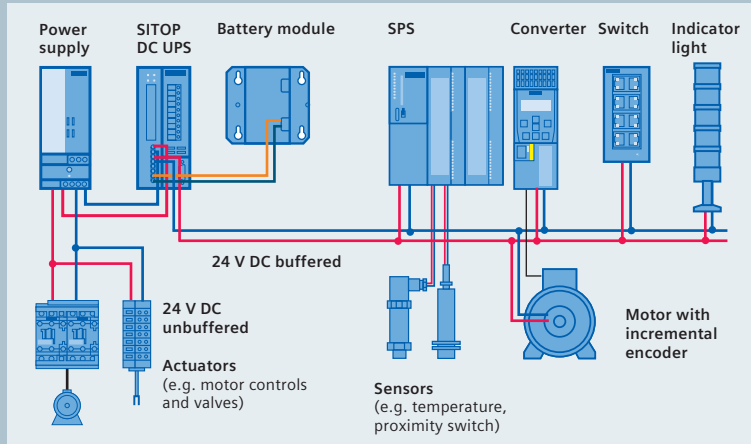 Power
supply
SITOP
DC UPS
Battery module
SPS
Converter
Switch
Indicator
light
24 V DC buffered
24 V DC
unbuffered
Actuators
(e.g. motor controls
and valves)
Sensors
(e.g. temperature,
proximity switch)
Motor with
incremental
encoder